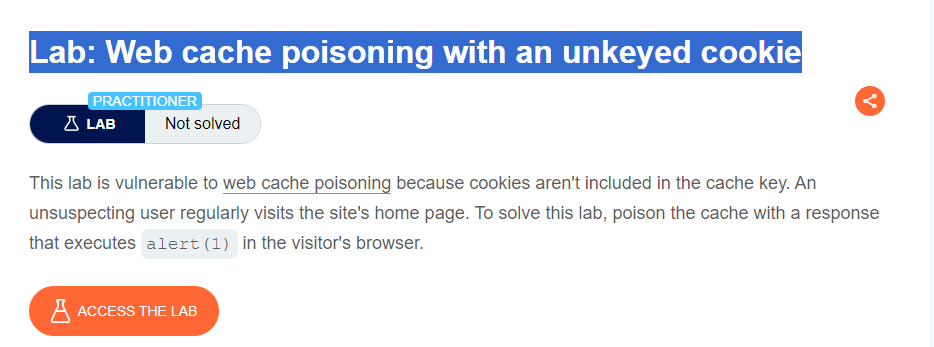 Lab: Web cache poisoning with an unkeyed cookie
PRACTITIONER
LAB Not solved
This lab is vulnerable to web cache poisoning because cookies aren't included in the cache key. An
unsuspecting user regularly visits the site's home page. To solve this lab, poison the cache with a response
that executes alert(1) in the visitor's browser.
ACCESS THE LAB